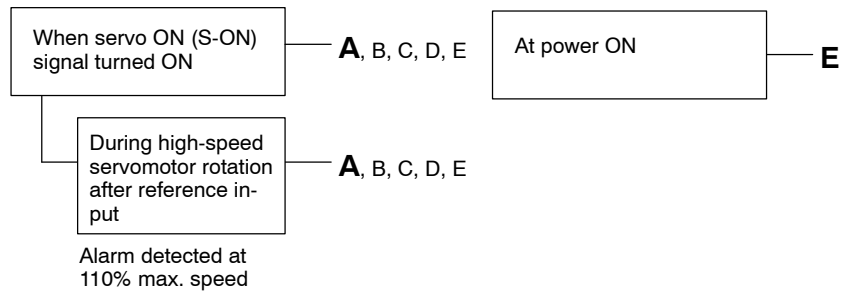 When servo ON (S-ON)
signal turned ON
A, B, C, D, E
During high-speed
servomotor rotation
after reference in-
put
A, B, C, D, E
Alarm detected at
110% max. speed
At power ON
E